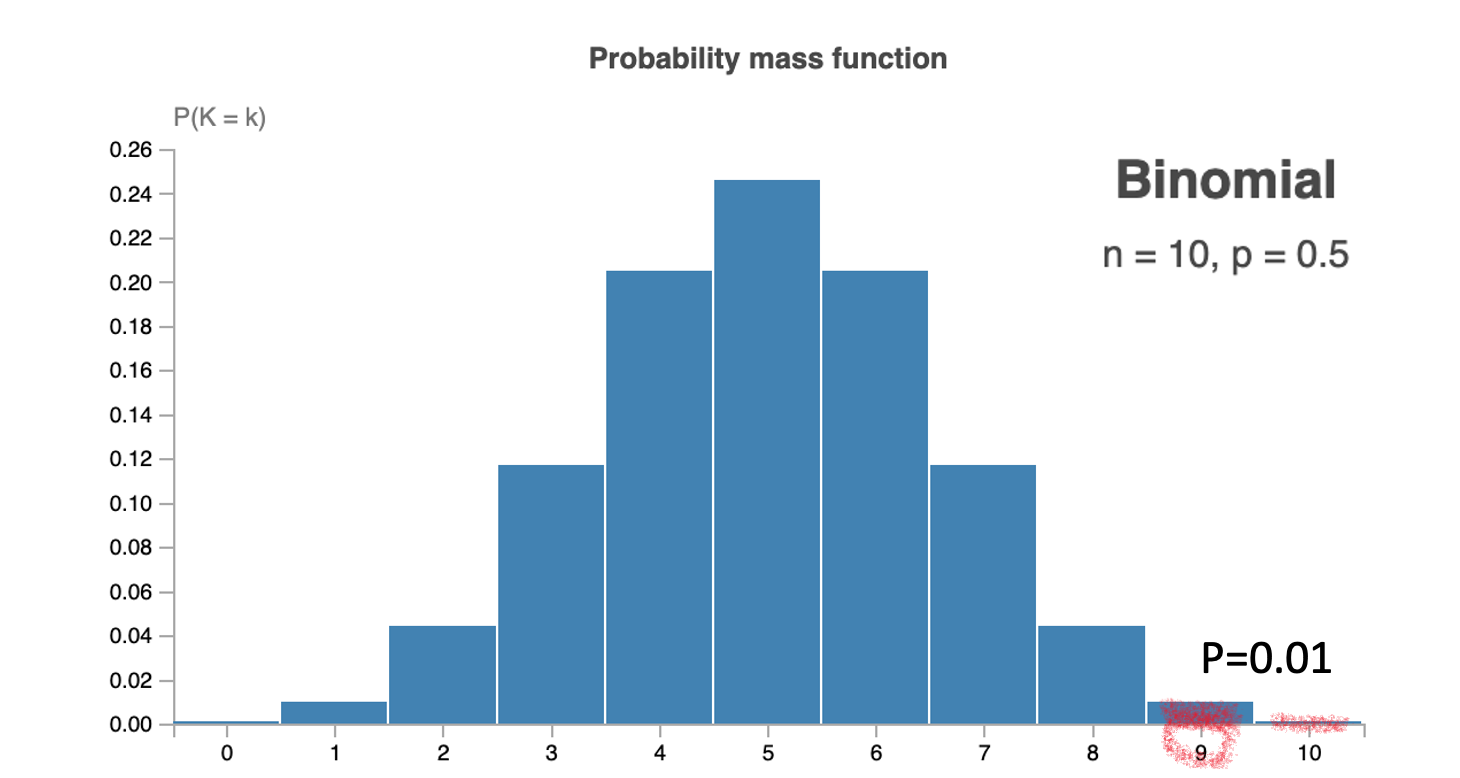 Probability mass function
P(K = k)
Binomial
n = 10, p = 0.5
0.26
0.24
0.22
0.20
0.18
0.16
0.14
0.12
0.10
0.08
0.06
0.04
0.02
0.00
P=0.01
0 1 2 3 4 5 6 7 8 9 10